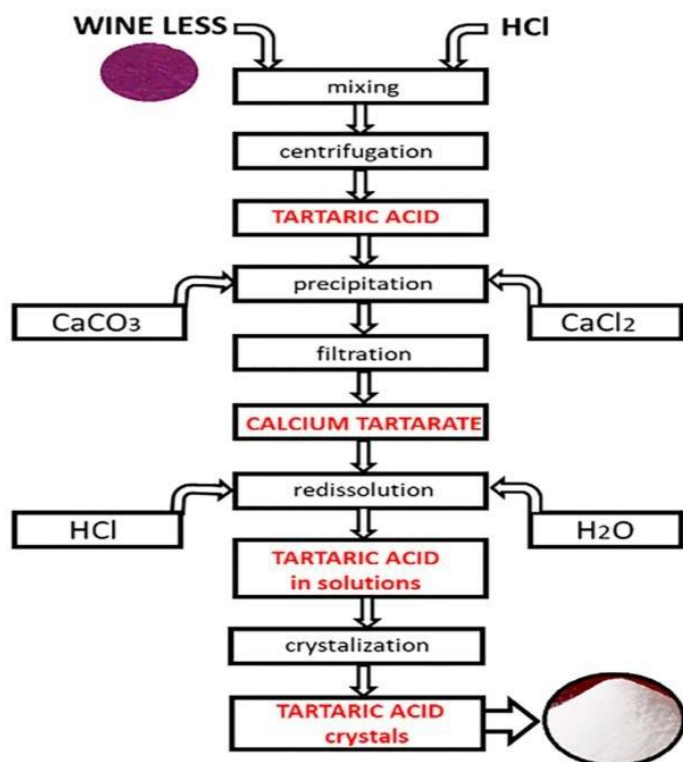 WINE LESS
HCl
mixing
centrifugation
TARTARIC ACID
precipitation
CaCO3
CaCl2
filtration
CALCIUM TARTARATE
redissolution
HCl
H2O
TARTARIC ACID
in solutions
crystalization
TARTARIC ACID
crystals